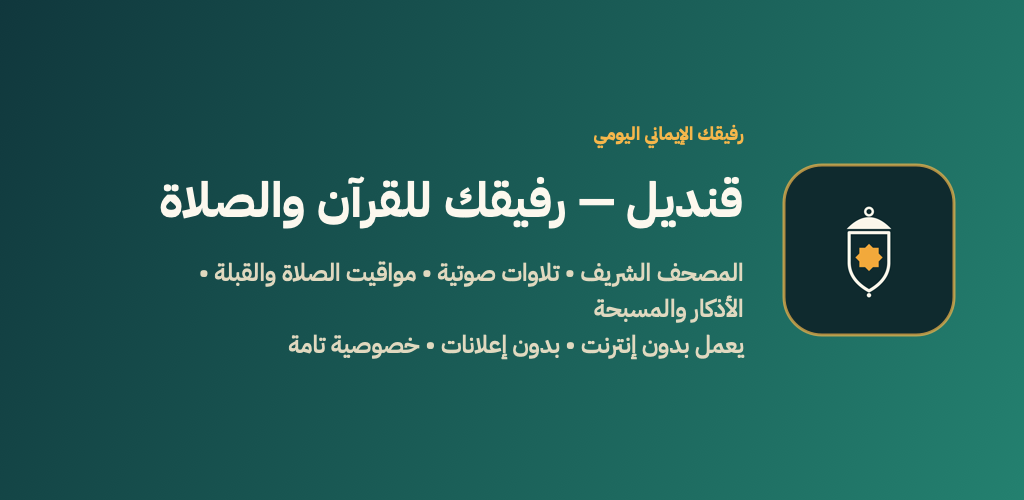 رفيقك الإيماني اليومي
قنديل — رفيقك للقرآن والصلاة
المصحف الشريف • تلاوات صوتية • مواقيت الصلاة والقبلة •
الأذكار والمسبحة
يعمل بدون إنترنت • بدون إعلانات • خصوصية تامة